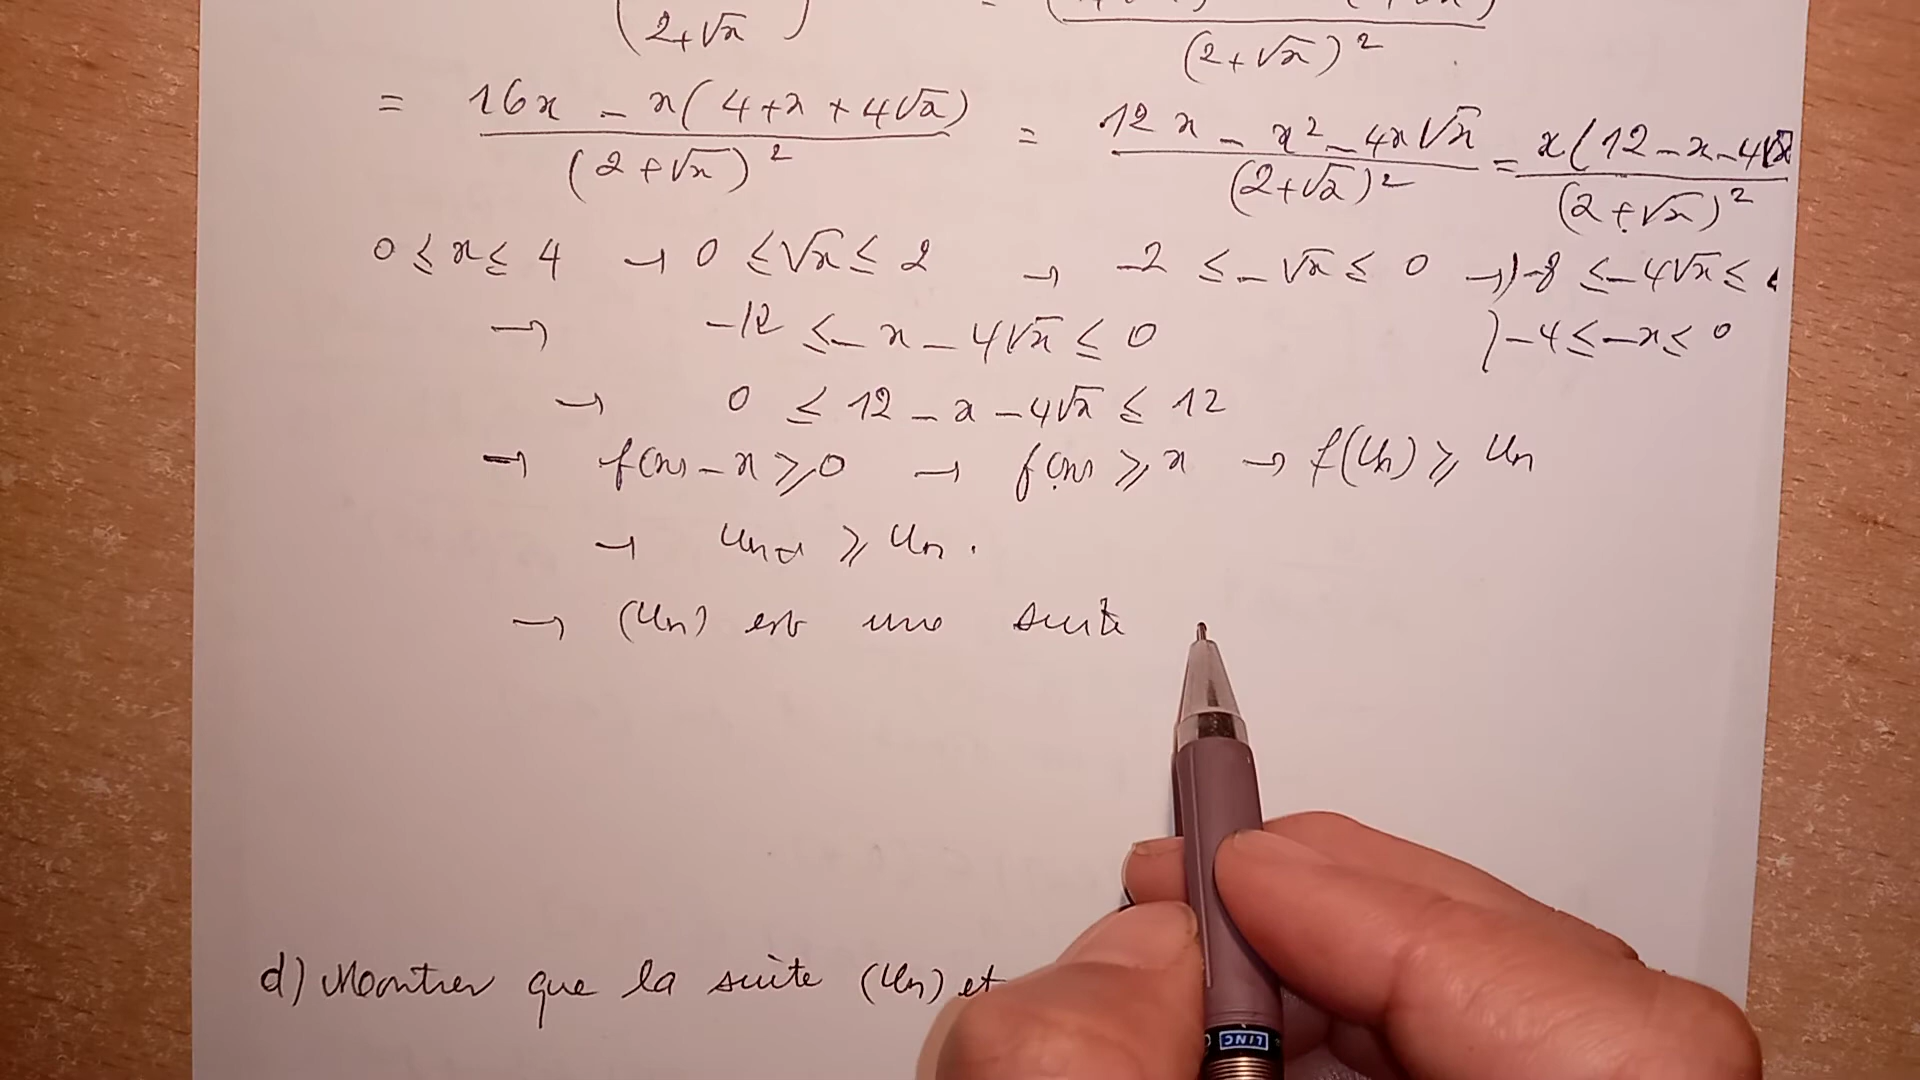 2+√x (2+√x)²
= 16x - x(4+x+4√x) / (2+√x)² = 12x - x² - 4x√x / (2+√x)² = x(12-x-4√x / (2+√x)²
0 ≤ x ≤ 4 → 0 ≤ √x ≤ 2 → -2 ≤ -√x ≤ 0 → )-8 ≤ -4√x ≤
→ -12 ≤ -x - 4√x ≤ 0 )-4 ≤ -x ≤ 0
→ 0 ≤ 12 - x - 4√x ≤ 12
→ f(x) - x ≥ 0 → f(x) ≥ x → f(Un) ≥ Un
→ Un+1 ≥ Un.
→ (Un) est une suite
d) Montrer que la suite (Un) et
LINC